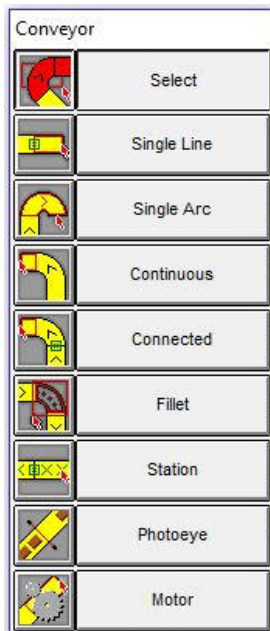 Conveyor
Select
Single Line
Single Arc
Continuous
Connected
Fillet
Station
Photoeye
Motor